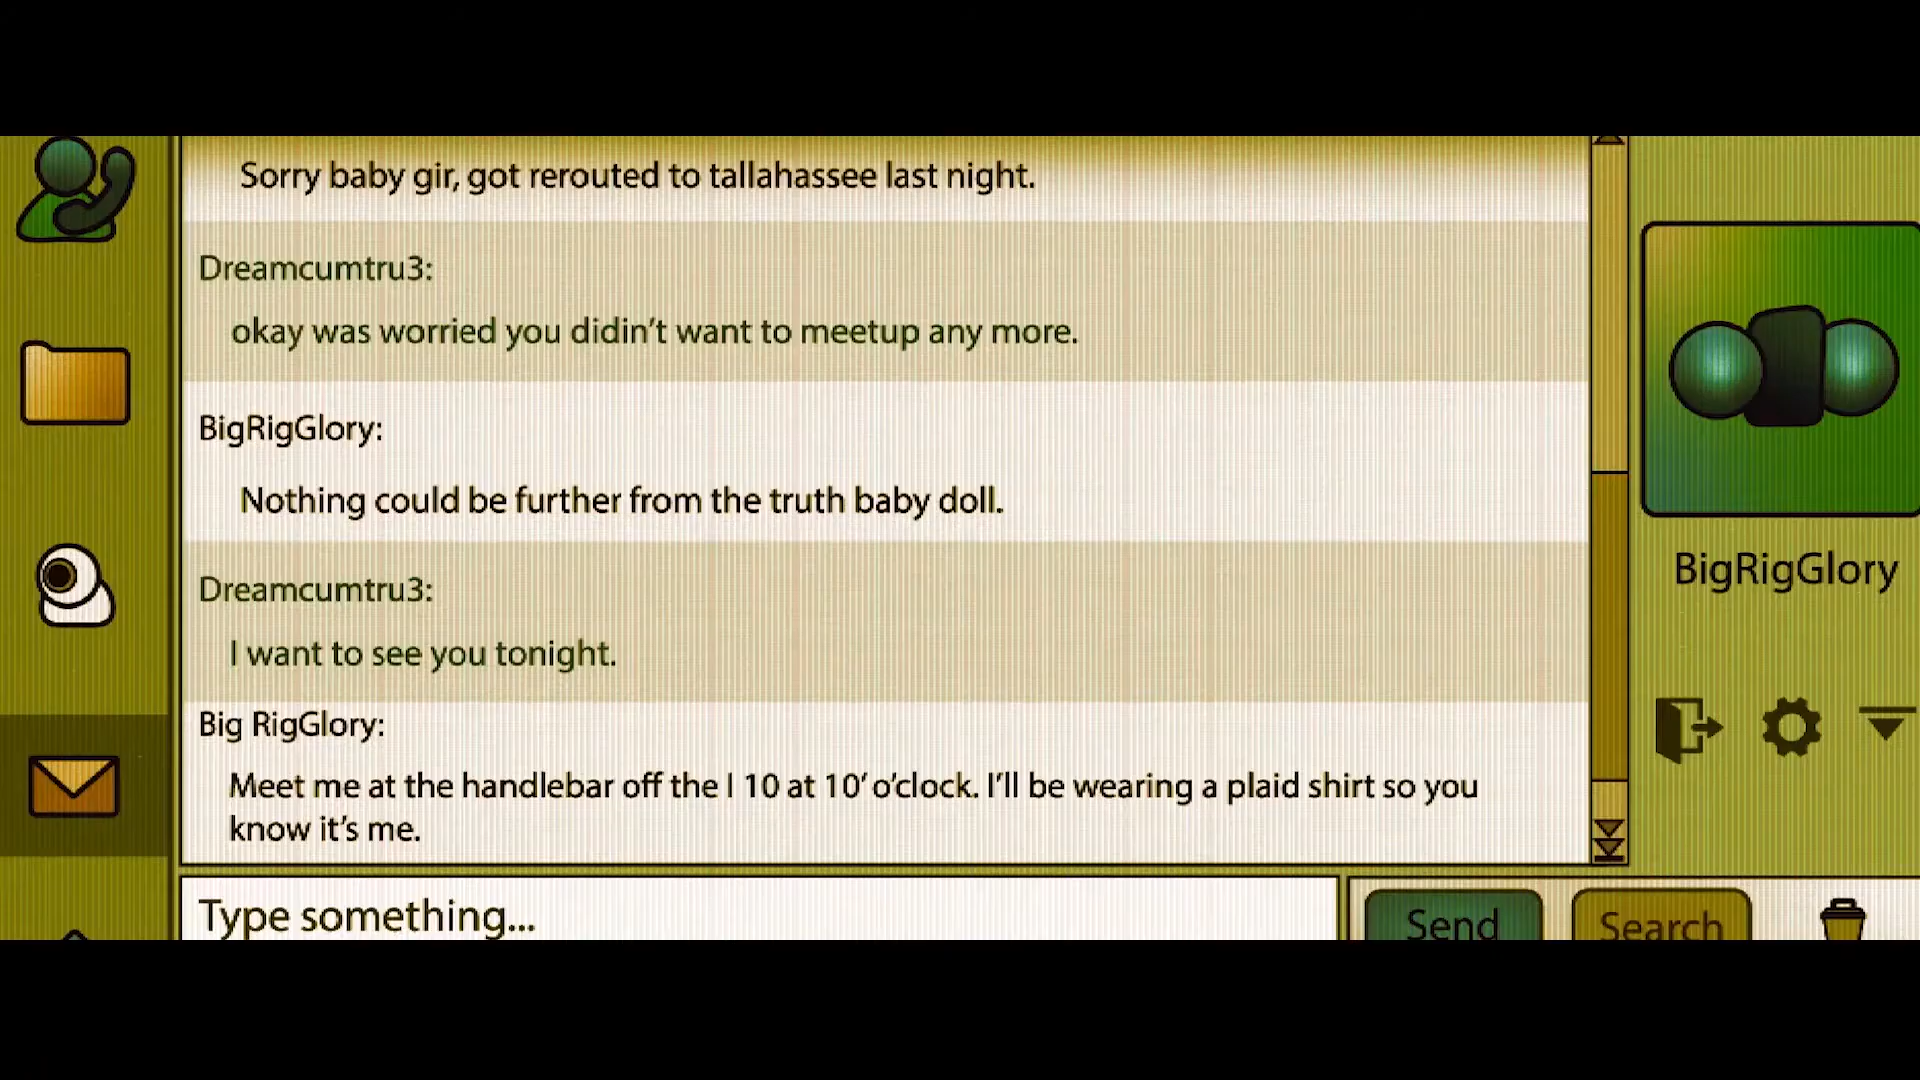 Sorry baby gir, got rerouted to tallahassee last night.
Dreamcumtru3:
okay was worried you didin't want to meetup any more.
BigRigGlory:
Nothing could be further from the truth baby doll.
Dreamcumtru3:
I want to see you tonight.
Big RigGlory:
Meet me at the handlebar off the I 10 at 10' o'clock. I'll be wearing a plaid shirt so you
know it's me.
Type something...
Send
Search
BigRigGlory